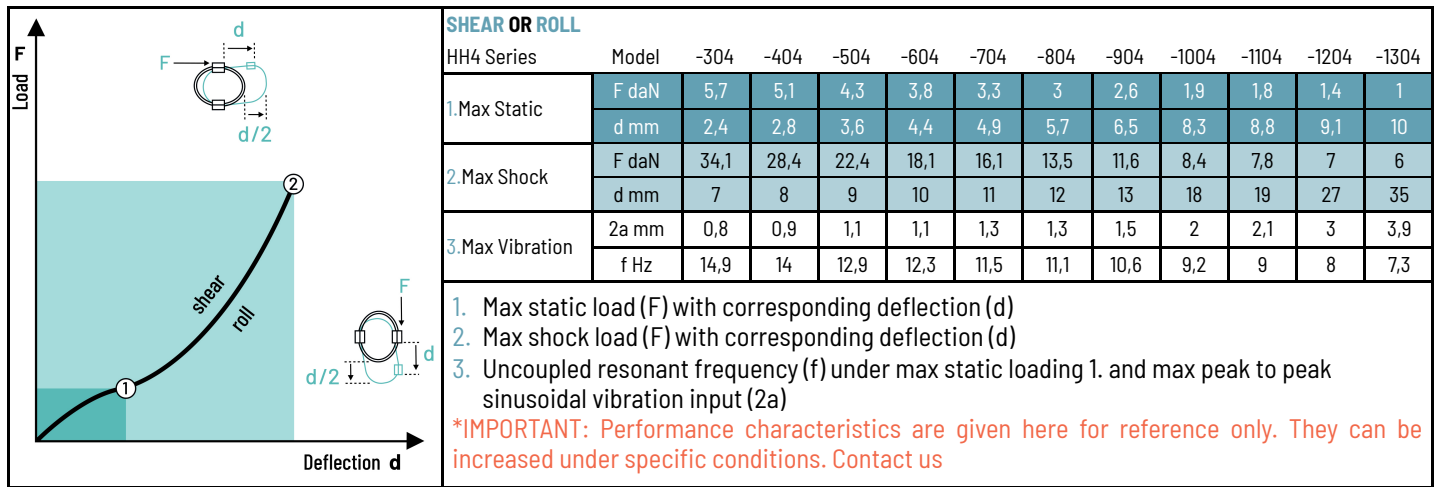 F
Load
d
F
d/2
2
shear
roll
F
d
d/2
1
Deflection d
SHEAR OR ROLL
HH4 Series Model -304 -404 -504 -604 -704 -804 -904 -1004 -1104 -1204 -1304
1.Max Static
F daN 5,7 5,1 4,3 3,8 3,3 3 2,6 1,9 1,8 1,4 1
d mm 2,4 2,8 3,6 4,4 4,9 5,7 6,5 8,3 8,8 9,1 10
2.Max Shock
F daN 34,1 28,4 22,4 18,1 16,1 13,5 11,6 8,4 7,8 7 6
d mm 7 8 9 10 11 12 13 18 19 27 35
3.Max Vibration
2a mm 0,8 0,9 1,1 1,1 1,3 1,3 1,5 2 2,1 3 3,9
f Hz 14,9 14 12,9 12,3 11,5 11,1 10,6 9,2 9 8 7,3
1. Max static load (F) with corresponding deflection (d)
2. Max shock load (F) with corresponding deflection (d)
3. Uncoupled resonant frequency (f) under max static loading 1. and max peak to peak
sinusoidal vibration input (2a)
*IMPORTANT: Performance characteristics are given here for reference only. They can be
increased under specific conditions. Contact us